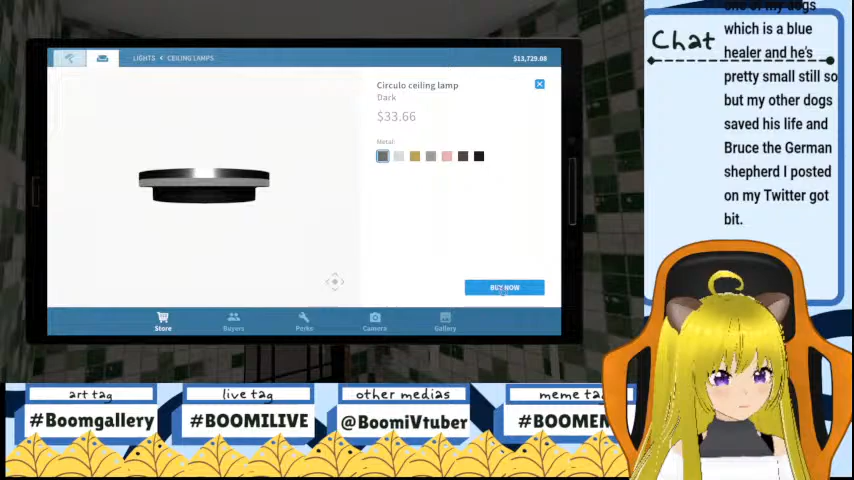 LIGHTS < CEILING LAMPS
$13,729.08
Circulo ceiling lamp
Dark
$33.66
Metal:
BUY NOW
Store
Buyers
Perks
Camera
Gallery
Chat
one of my dogs
which is a blue
healer and he's
pretty small still so
but my other dogs
saved his life and
Bruce the German
shepherd I posted
on my Twitter got
bit.
art tag
#Boomgallery
live tag
#BOOMILIVE
other medias
@BoomiVtuber
meme ta
#BOOMEM